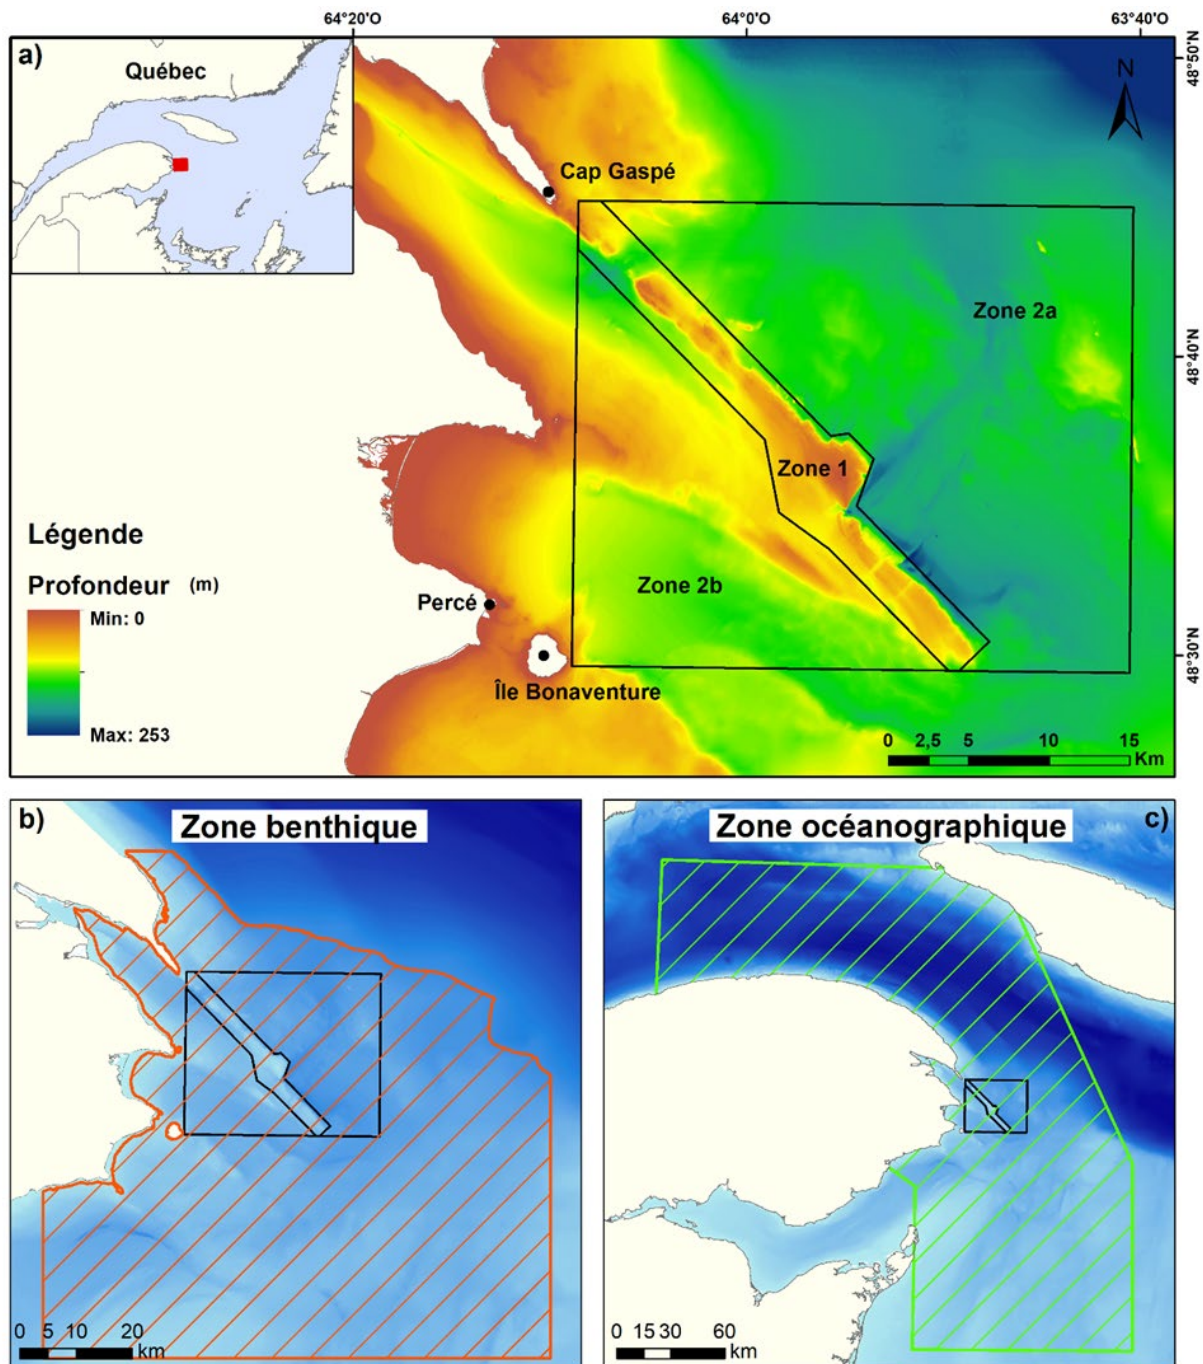 64°20'O 64°0'O 63°40'O
a)
Québec
N
48°50'N
Cap Gaspé
Zone 2a
48°40'N
Zone 1
Légende
Profondeur (m)
Min: 0
Max: 253
Zone 2b
Percé
Île Bonaventure
48°30'N
0 2,5 5 10 15
Km
b) Zone benthique
0 5 10 20
km
Zone océanographique c)
0 15 30 60
km